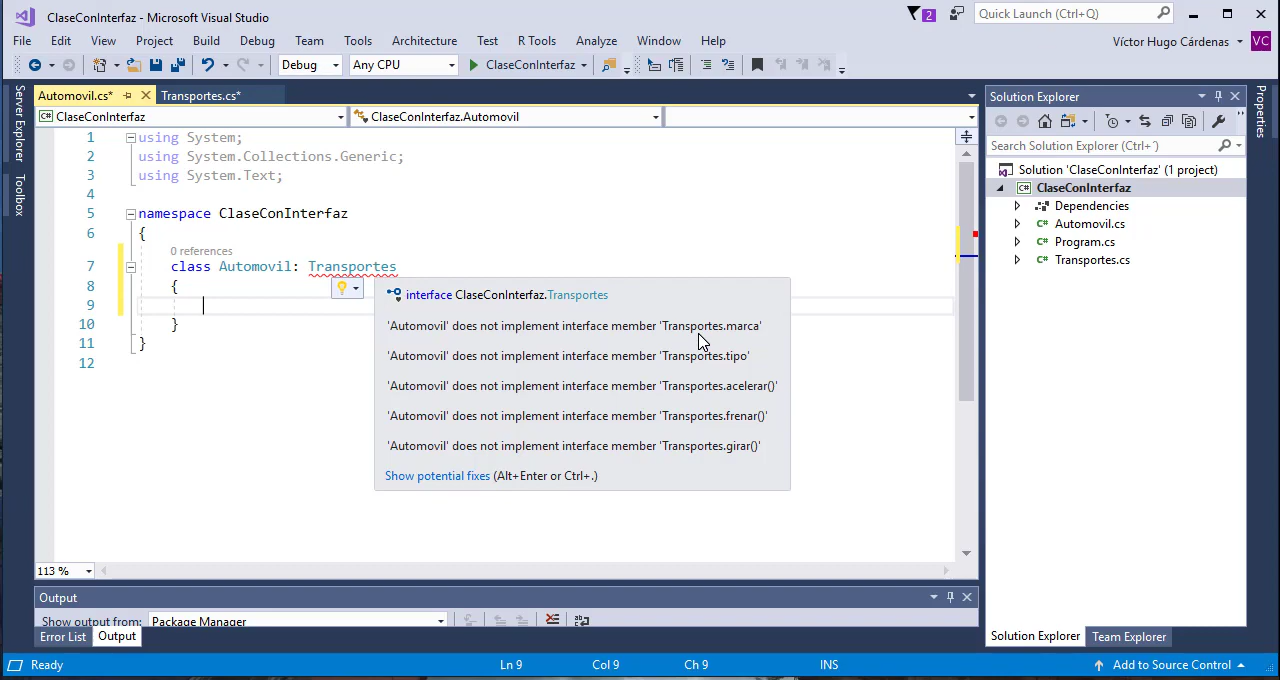 ClaseConInterfaz - Microsoft Visual Studio
2
Quick Launch (Ctrl+Q)
File Edit View Project Build Debug Team Tools Architecture Test R Tools Analyze Window Help
Víctor Hugo Cárdenas VC
Debug Any CPU ClaseConInterfaz
Server Explorer
Toolbox
Automovil.cs* Transportes.cs*
ClaseConInterfaz ClaseConInterfaz.Automovil
1 using System;
2 using System.Collections.Generic;
3 using System.Text;
4
5 namespace ClaseConInterfaz
6 {
0 references
7 class Automovil: Transportes
8 {
9
10 }
11 }
12
interface ClaseConInterfaz.Transportes
'Automovil' does not implement interface member 'Transportes.marca'
'Automovil' does not implement interface member 'Transportes.tipo'
'Automovil' does not implement interface member 'Transportes.acelerar()'
'Automovil' does not implement interface member 'Transportes.frenar()'
'Automovil' does not implement interface member 'Transportes.girar()'
Show potential fixes (Alt+Enter or Ctrl+.)
113 %
Output
Show output from: Package Manager
Error List Output
Solution Explorer
Search Solution Explorer (Ctrl+´)
Solution 'ClaseConInterfaz' (1 project)
C# ClaseConInterfaz
Dependencies
C# Automovil.cs
C# Program.cs
C# Transportes.cs
Solution Explorer Team Explorer
Properties
Ready Ln 9 Col 9 Ch 9 INS Add to Source Control